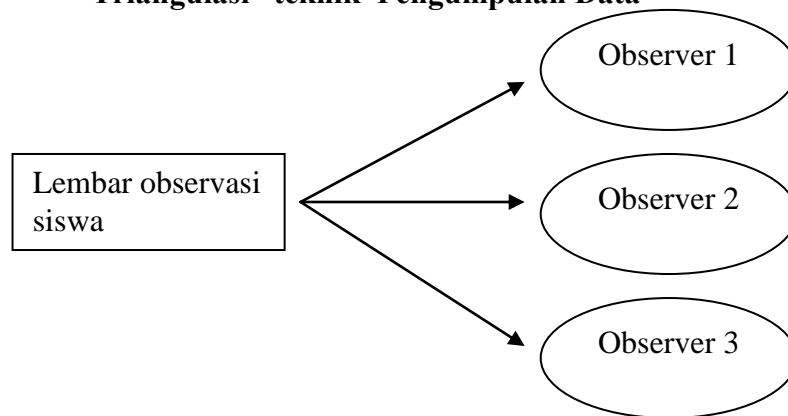 Triangulasi teknik Pengumpulan Data
Observer 1
Lembar observasi
siswa
Observer 2
Observer 3